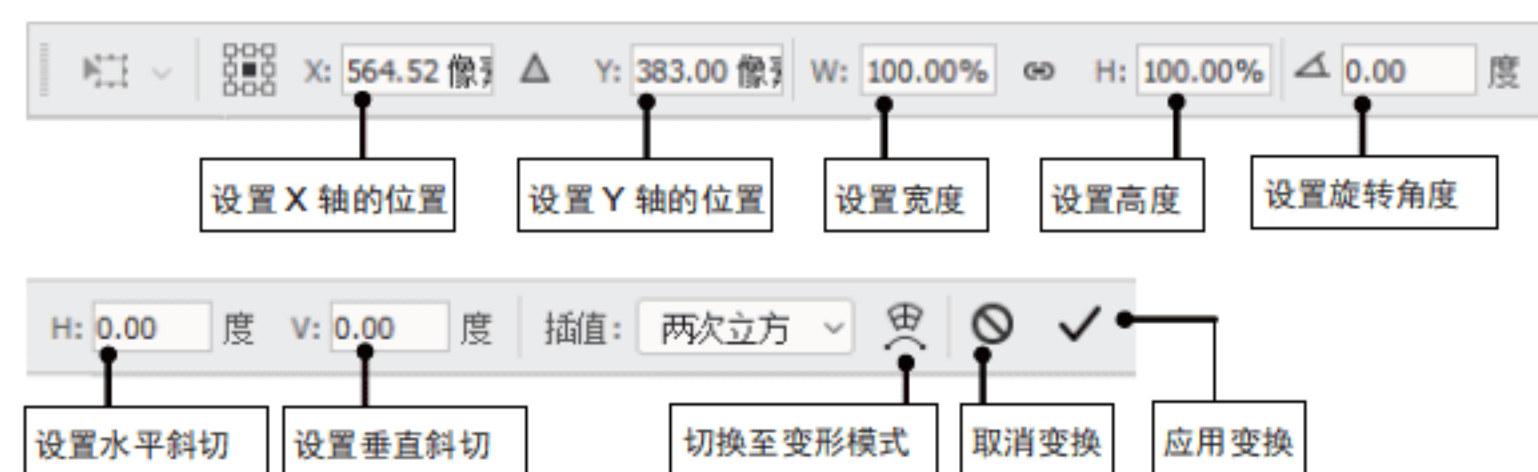 X: 564.52 像 Y: 383.00 像 W: 100.00% H: 100.00% 0.00 度
设置 X 轴的位置 设置 Y 轴的位置 设置宽度 设置高度 设置旋转角度
H: 0.00 度 V: 0.00 度 插值: 两次立方
设置水平斜切 设置垂直斜切 切换至变形模式 取消变换 应用变换